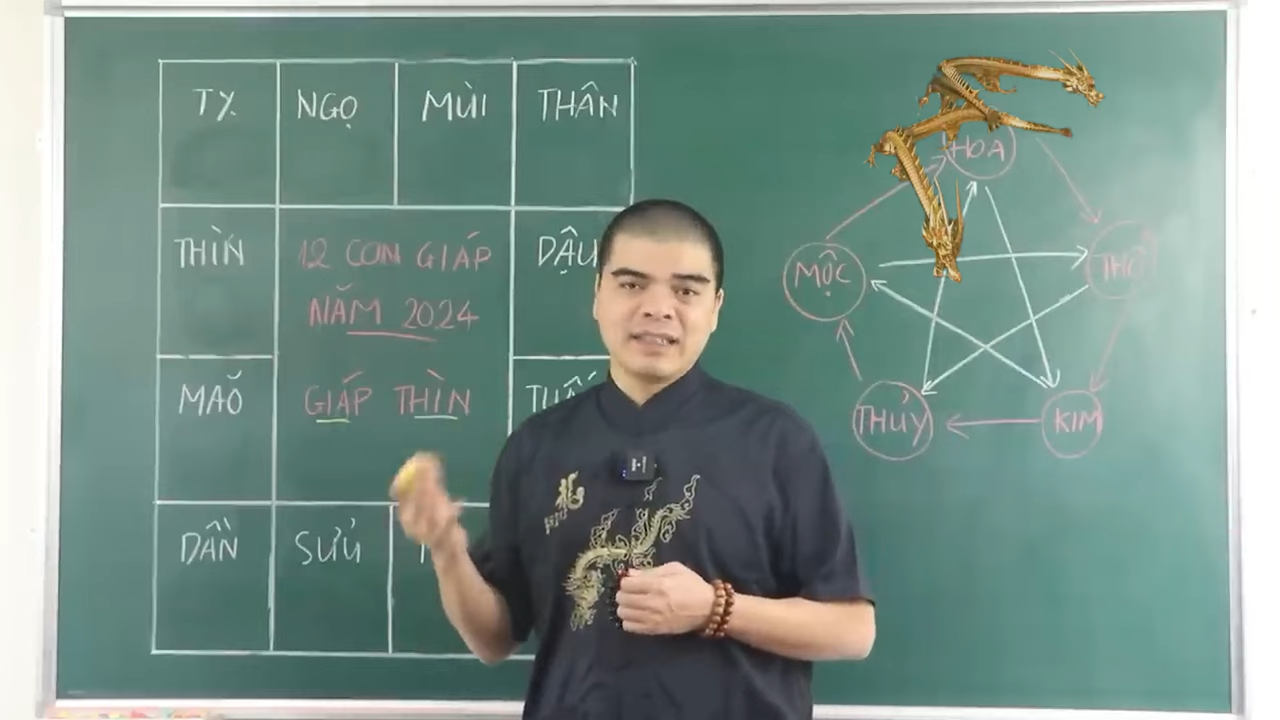 TỴ
NGỌ
MÙI
THÂN
THÌN
12 CON GIÁP
NĂM 2024
DẬU
MÃO
GIÁP THÌN
DẦN
SỬU
HỎA
MỘC
THỔ
THỦY
KIM
龍